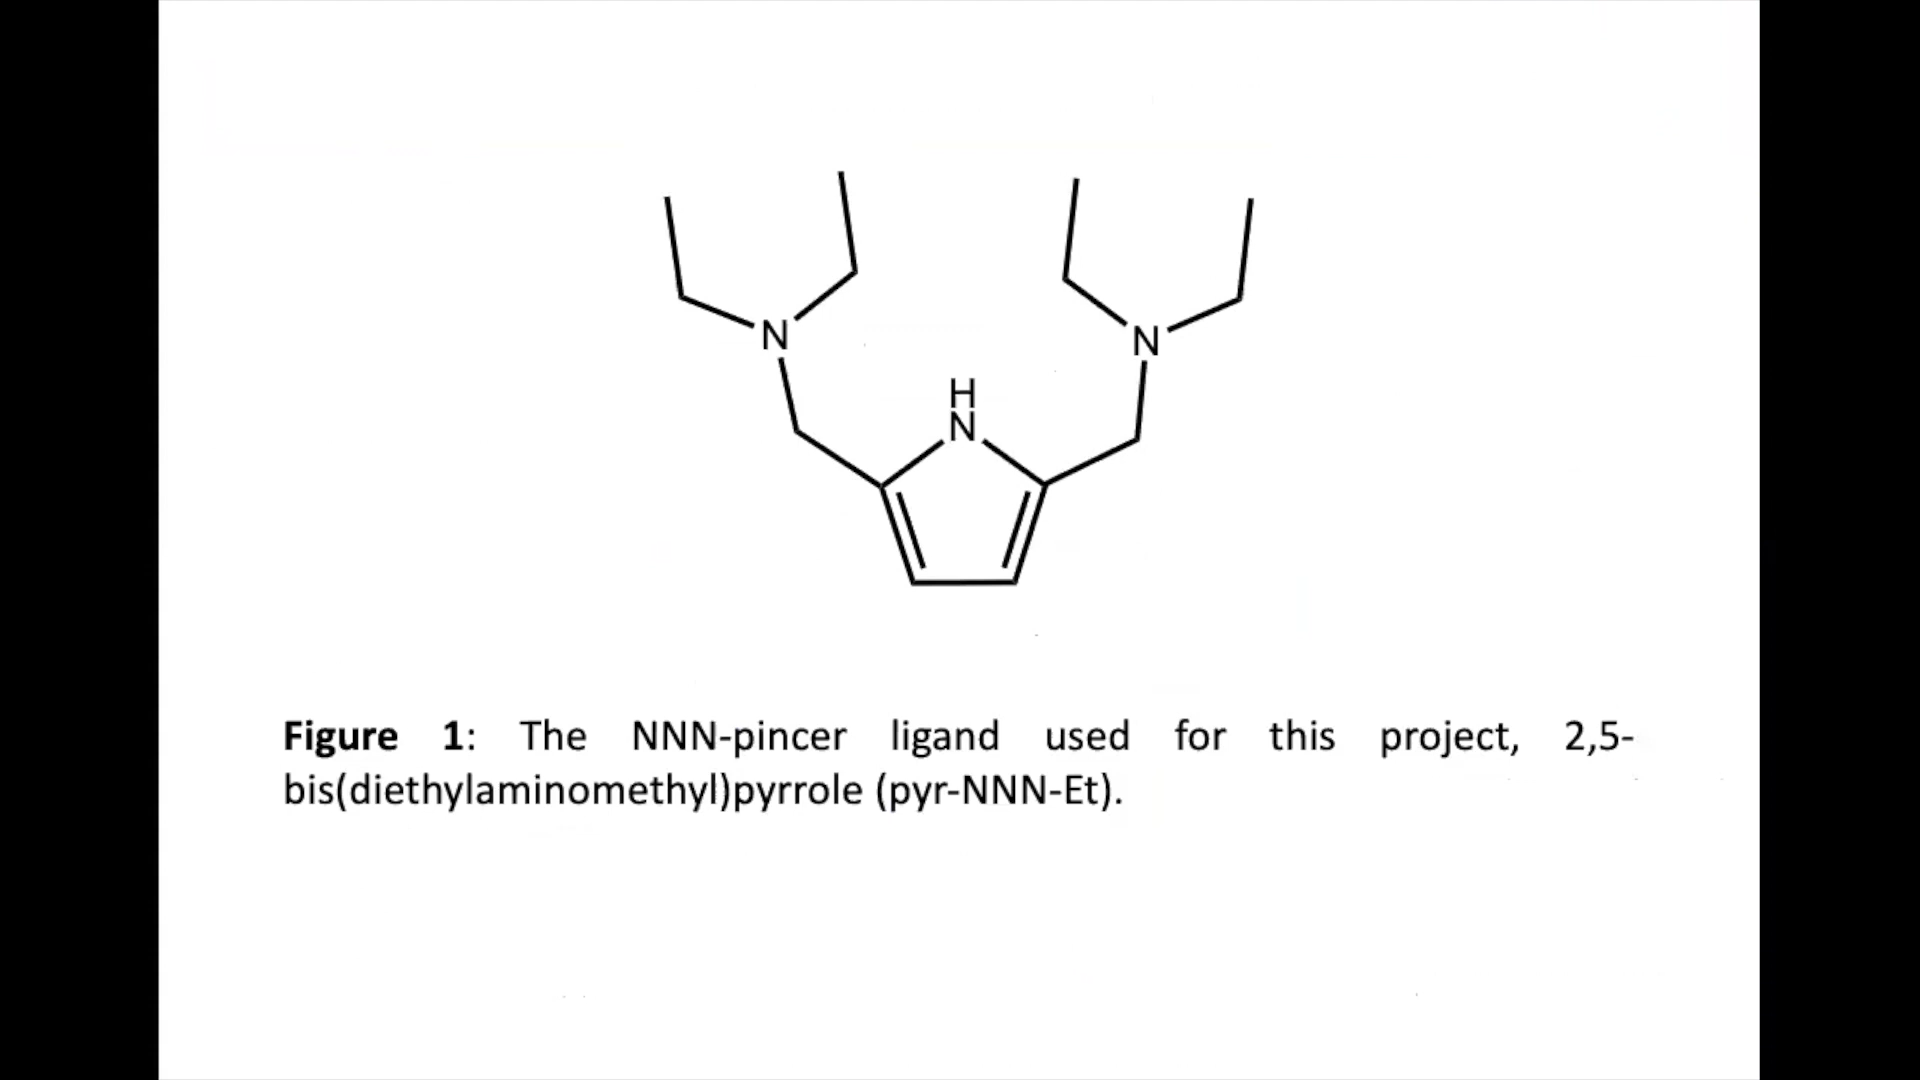 N
N
H
N
Figure 1: The NNN-pincer ligand used for this project, 2,5-
bis(diethylaminomethyl)pyrrole (pyr-NNN-Et).